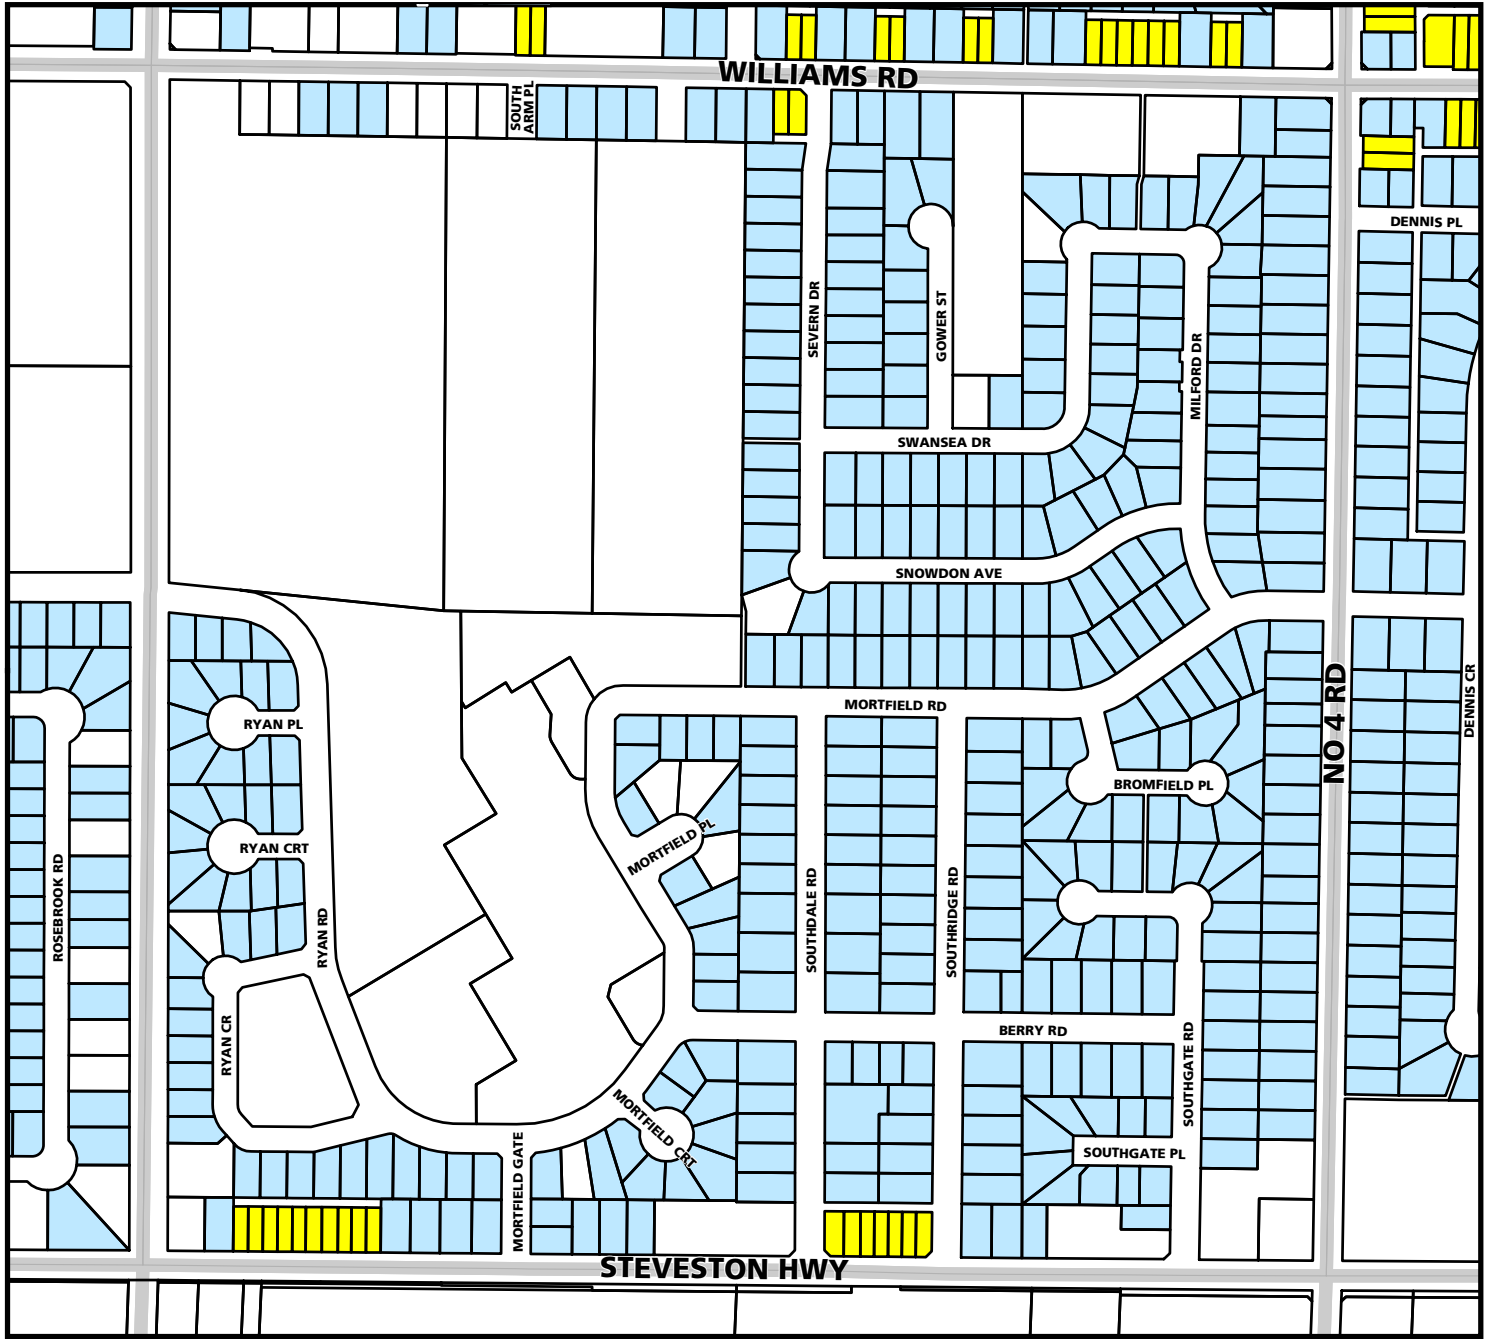 WILLIAMS RD
SOUTH
ARM PL
DENNIS PL
SEVERN DR
GOWER ST
MILFORD DR
SWANSEA DR
SNOWDON AVE
NO 4 RD
DENNIS CR
MORTFIELD RD
RYAN PL
BROMFIELD PL
MORTFIELD PL
RYAN CRT
ROSEBROOK RD
RYAN RD
SOUTHDALE RD
SOUTHRIDGE RD
RYAN CR
BERRY RD
SOUTHGATE RD
MORTFIELD CRT
MORTFIELD GATE
SOUTHGATE PL
STEVESTON HWY